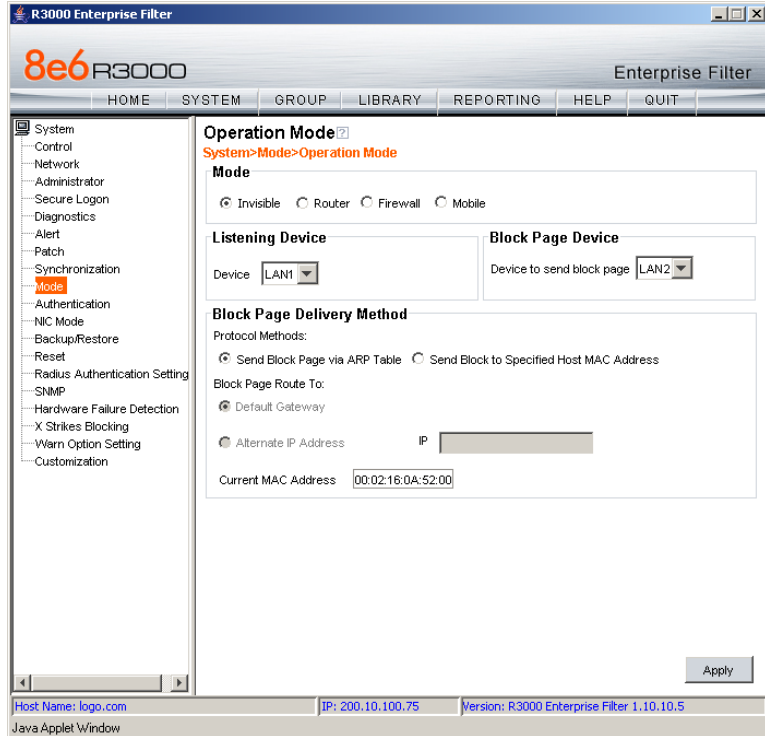 R3000 Enterprise Filter
8e6 R3000
Enterprise Filter
HOME SYSTEM GROUP LIBRARY REPORTING HELP QUIT
System
Control
Network
Administrator
Secure Logon
Diagnostics
Alert
Patch
Synchronization
Mode
Authentication
NIC Mode
Backup/Restore
Reset
Radius Authentication Setting
SNMP
Hardware Failure Detection
X Strikes Blocking
Warn Option Setting
Customization
Operation Mode ?
System>Mode>Operation Mode
Mode
Invisible Router Firewall Mobile
Listening Device
Device LAN1
Block Page Device
Device to send block page LAN2
Block Page Delivery Method
Protocol Methods:
Send Block Page via ARP Table Send Block to Specified Host MAC Address
Block Page Route To:
Default Gateway
Alternate IP Address IP
Current MAC Address 00:02:16:0A:52:00
Apply
Host Name: logo.com IP: 200.10.100.75 Version: R3000 Enterprise Filter 1.10.10.5
Java Applet Window